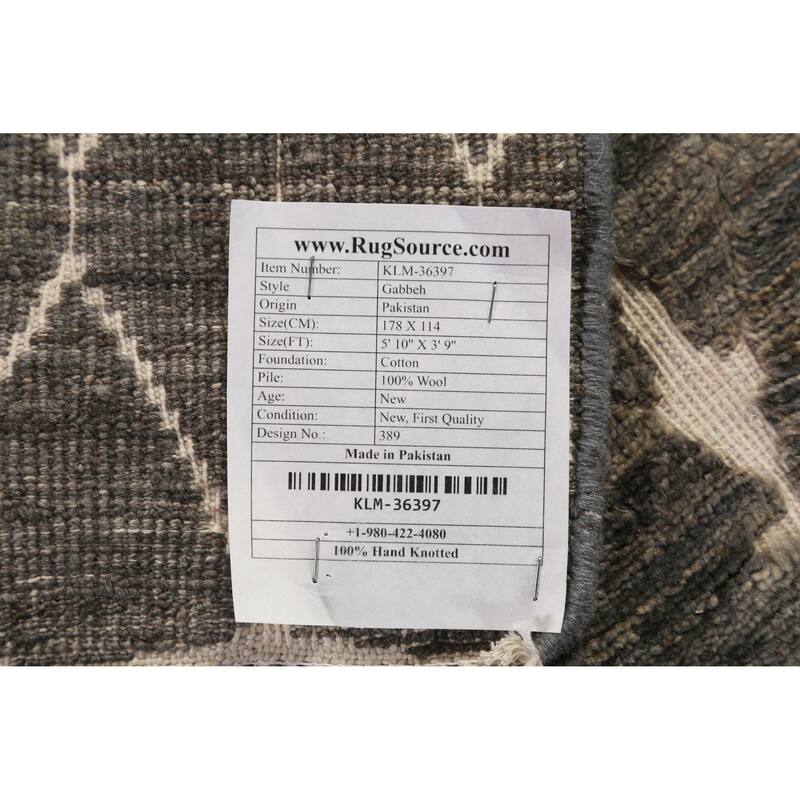 www.RugSource.com
Item Number: KLM-36397
Style Gabbeh
Origin Pakistan
Size(CM): 178 X 114
Size(FT): 5' 10" X 3' 9"
Foundation: Cotton
Pile: 100% Wool
Age: New
Condition: New, First Quality
Design No.: 389
Made in Pakistan
KLM-36397
+1-980-422-4080
100% Hand Knotted